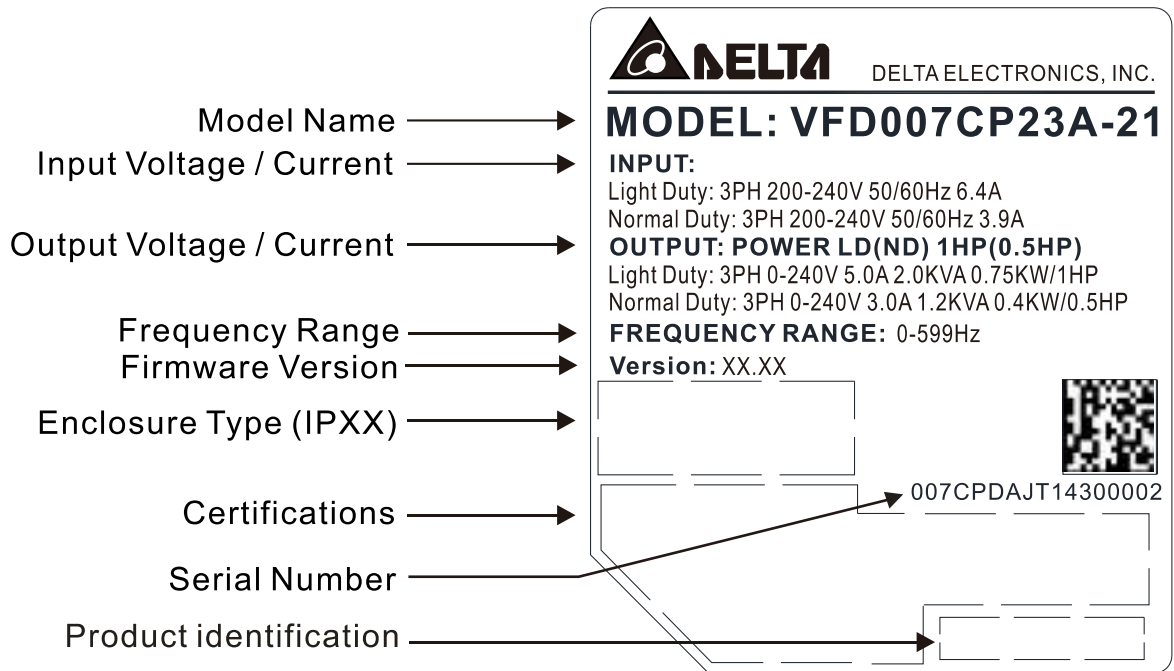 DELTA
DELTA ELECTRONICS, INC.
Model Name
MODEL: VFD007CP23A-21
Input Voltage / Current
INPUT:
Light Duty: 3PH 200-240V 50/60Hz 6.4A
Normal Duty: 3PH 200-240V 50/60Hz 3.9A
Output Voltage / Current
OUTPUT: POWER LD(ND) 1HP(0.5HP)
Light Duty: 3PH 0-240V 5.0A 2.0KVA 0.75KW/1HP
Normal Duty: 3PH 0-240V 3.0A 1.2KVA 0.4KW/0.5HP
Frequency Range
FREQUENCY RANGE: 0-599Hz
Firmware Version
Version: XX.XX
Enclosure Type (IPXX)
007CPDAJT14300002
Certifications
Serial Number
Product identification